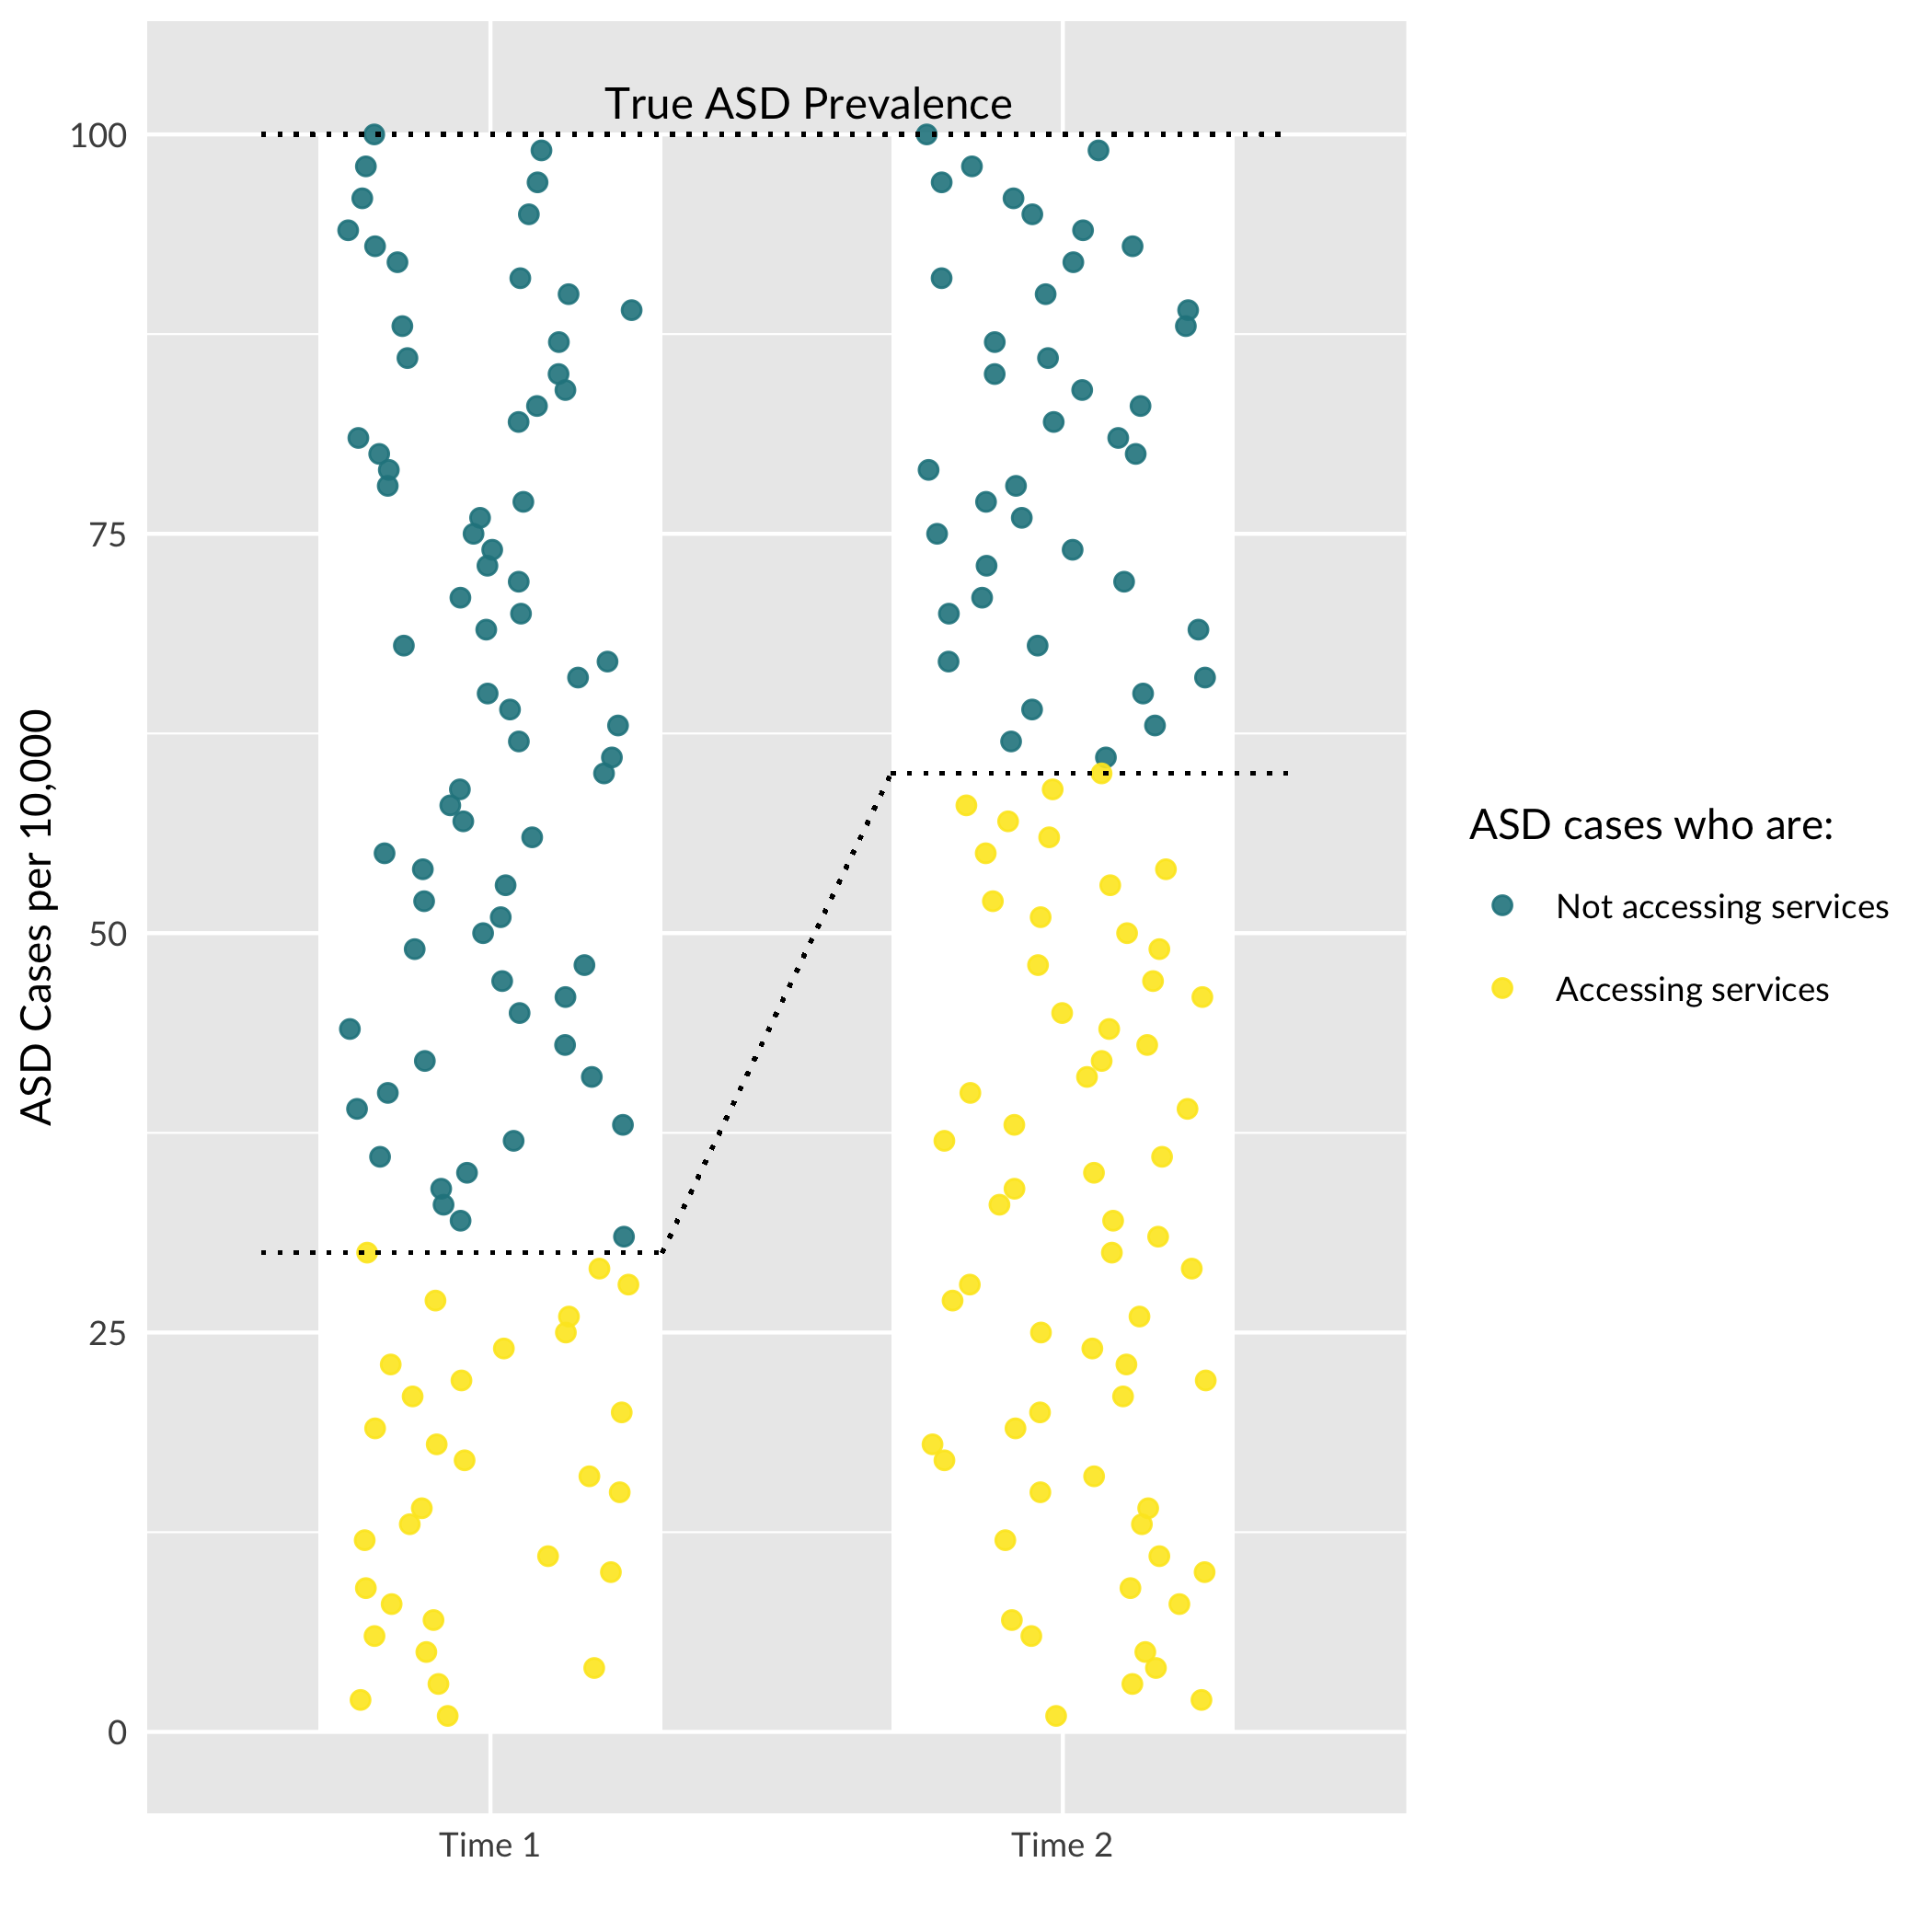 True ASD Prevalence
100
75
50
25
0
ASD Cases per 10,000
Time 1
Time 2
ASD cases who are:
Not accessing services
Accessing services